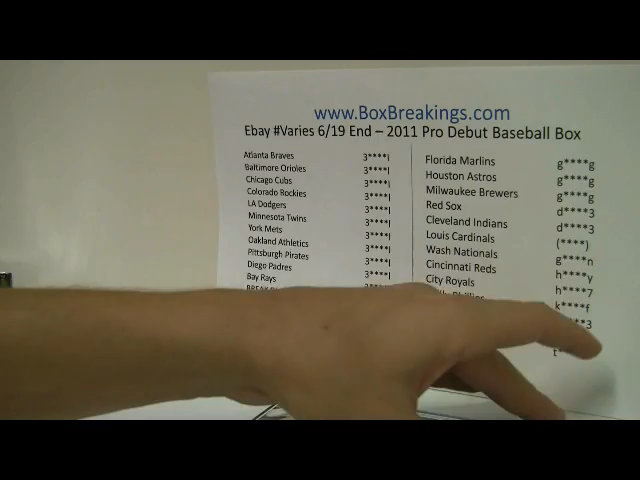 www.BoxBreakings.com
Ebay #Varies 6/19 End – 2011 Pro Debut Baseball Box
Atlanta Braves 3****l
Baltimore Orioles 3****l
Chicago Cubs 3****l
Colorado Rockies 3****l
LA Dodgers 3****l
Minnesota Twins 3****l
York Mets 3****l
Oakland Athletics 3****l
Pittsburgh Pirates 3****l
Diego Padres 3****l
Bay Rays 3****l
Florida Marlins g****g
Houston Astros g****g
Milwaukee Brewers g****g
Red Sox d****3
Cleveland Indians d****3
Louis Cardinals (****)
Wash Nationals g****n
Cincinnati Reds h****y
City Royals h****7
k****f